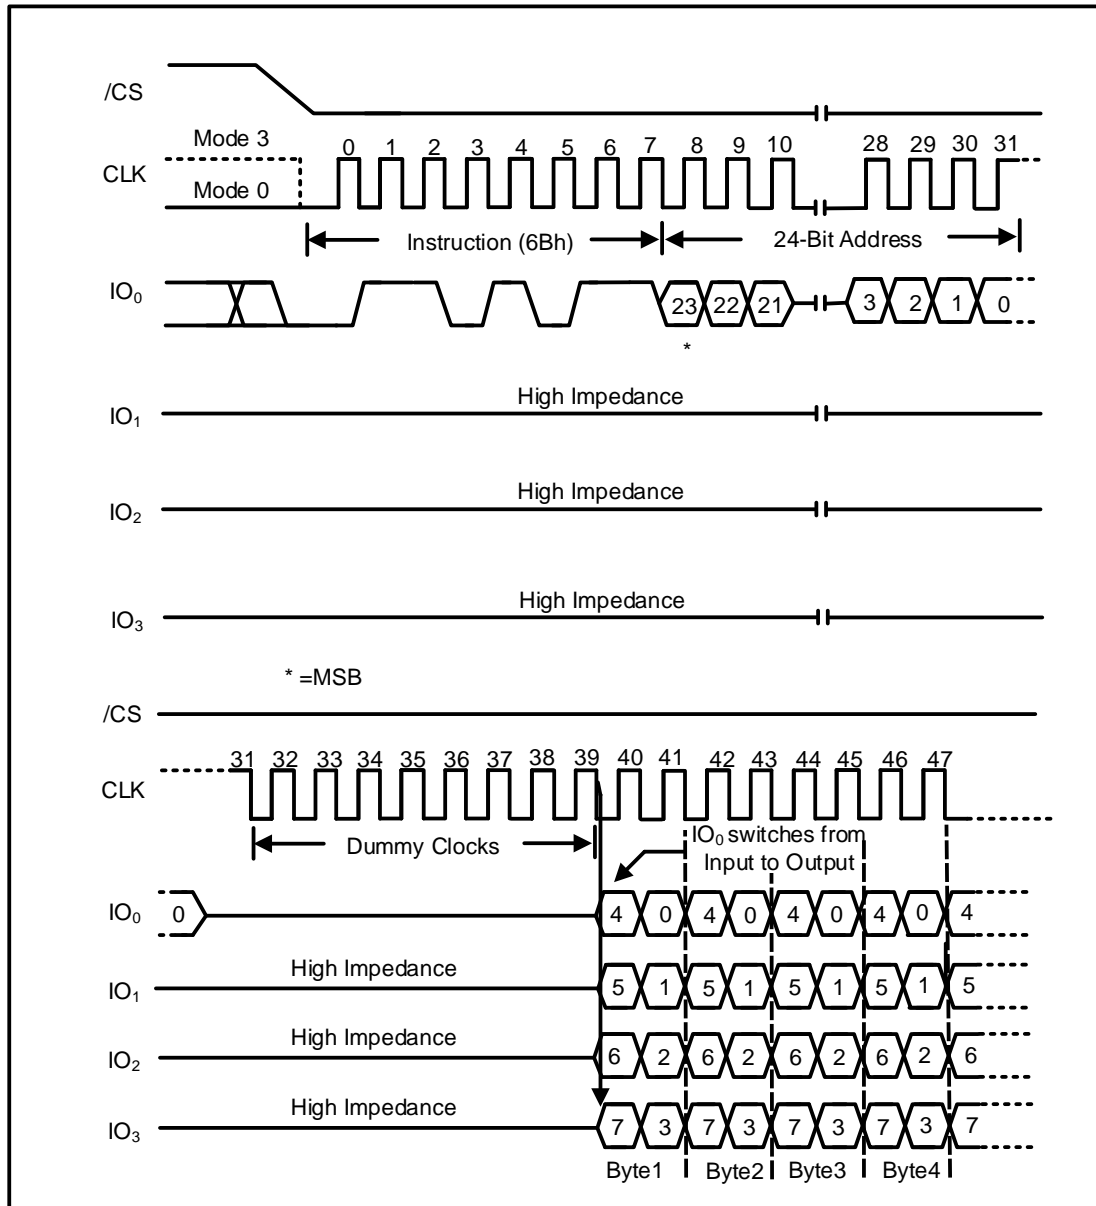 /CS
Mode 3
0 1 2 3 4 5 6 7 8 9 10 28 29 30 31
CLK
Mode 0
Instruction (6Bh) 24-Bit Address
IO0 23 22 21 3 2 1 0
*
High Impedance
IO1
High Impedance
IO2
High Impedance
IO3
* =MSB
/CS
31 32 33 34 35 36 37 38 39 40 41 42 43 44 45 46 47
CLK
Dummy Clocks
IO0 switches from
Input to Output
IO0 0 4 0 4 0 4 0 4 0 4
High Impedance
IO1 5 1 5 1 5 1 5 1 5
High Impedance
IO2 6 2 6 2 6 2 6 2 6
High Impedance
IO3 7 3 7 3 7 3 7 3 7
Byte1 Byte2 Byte3 Byte4